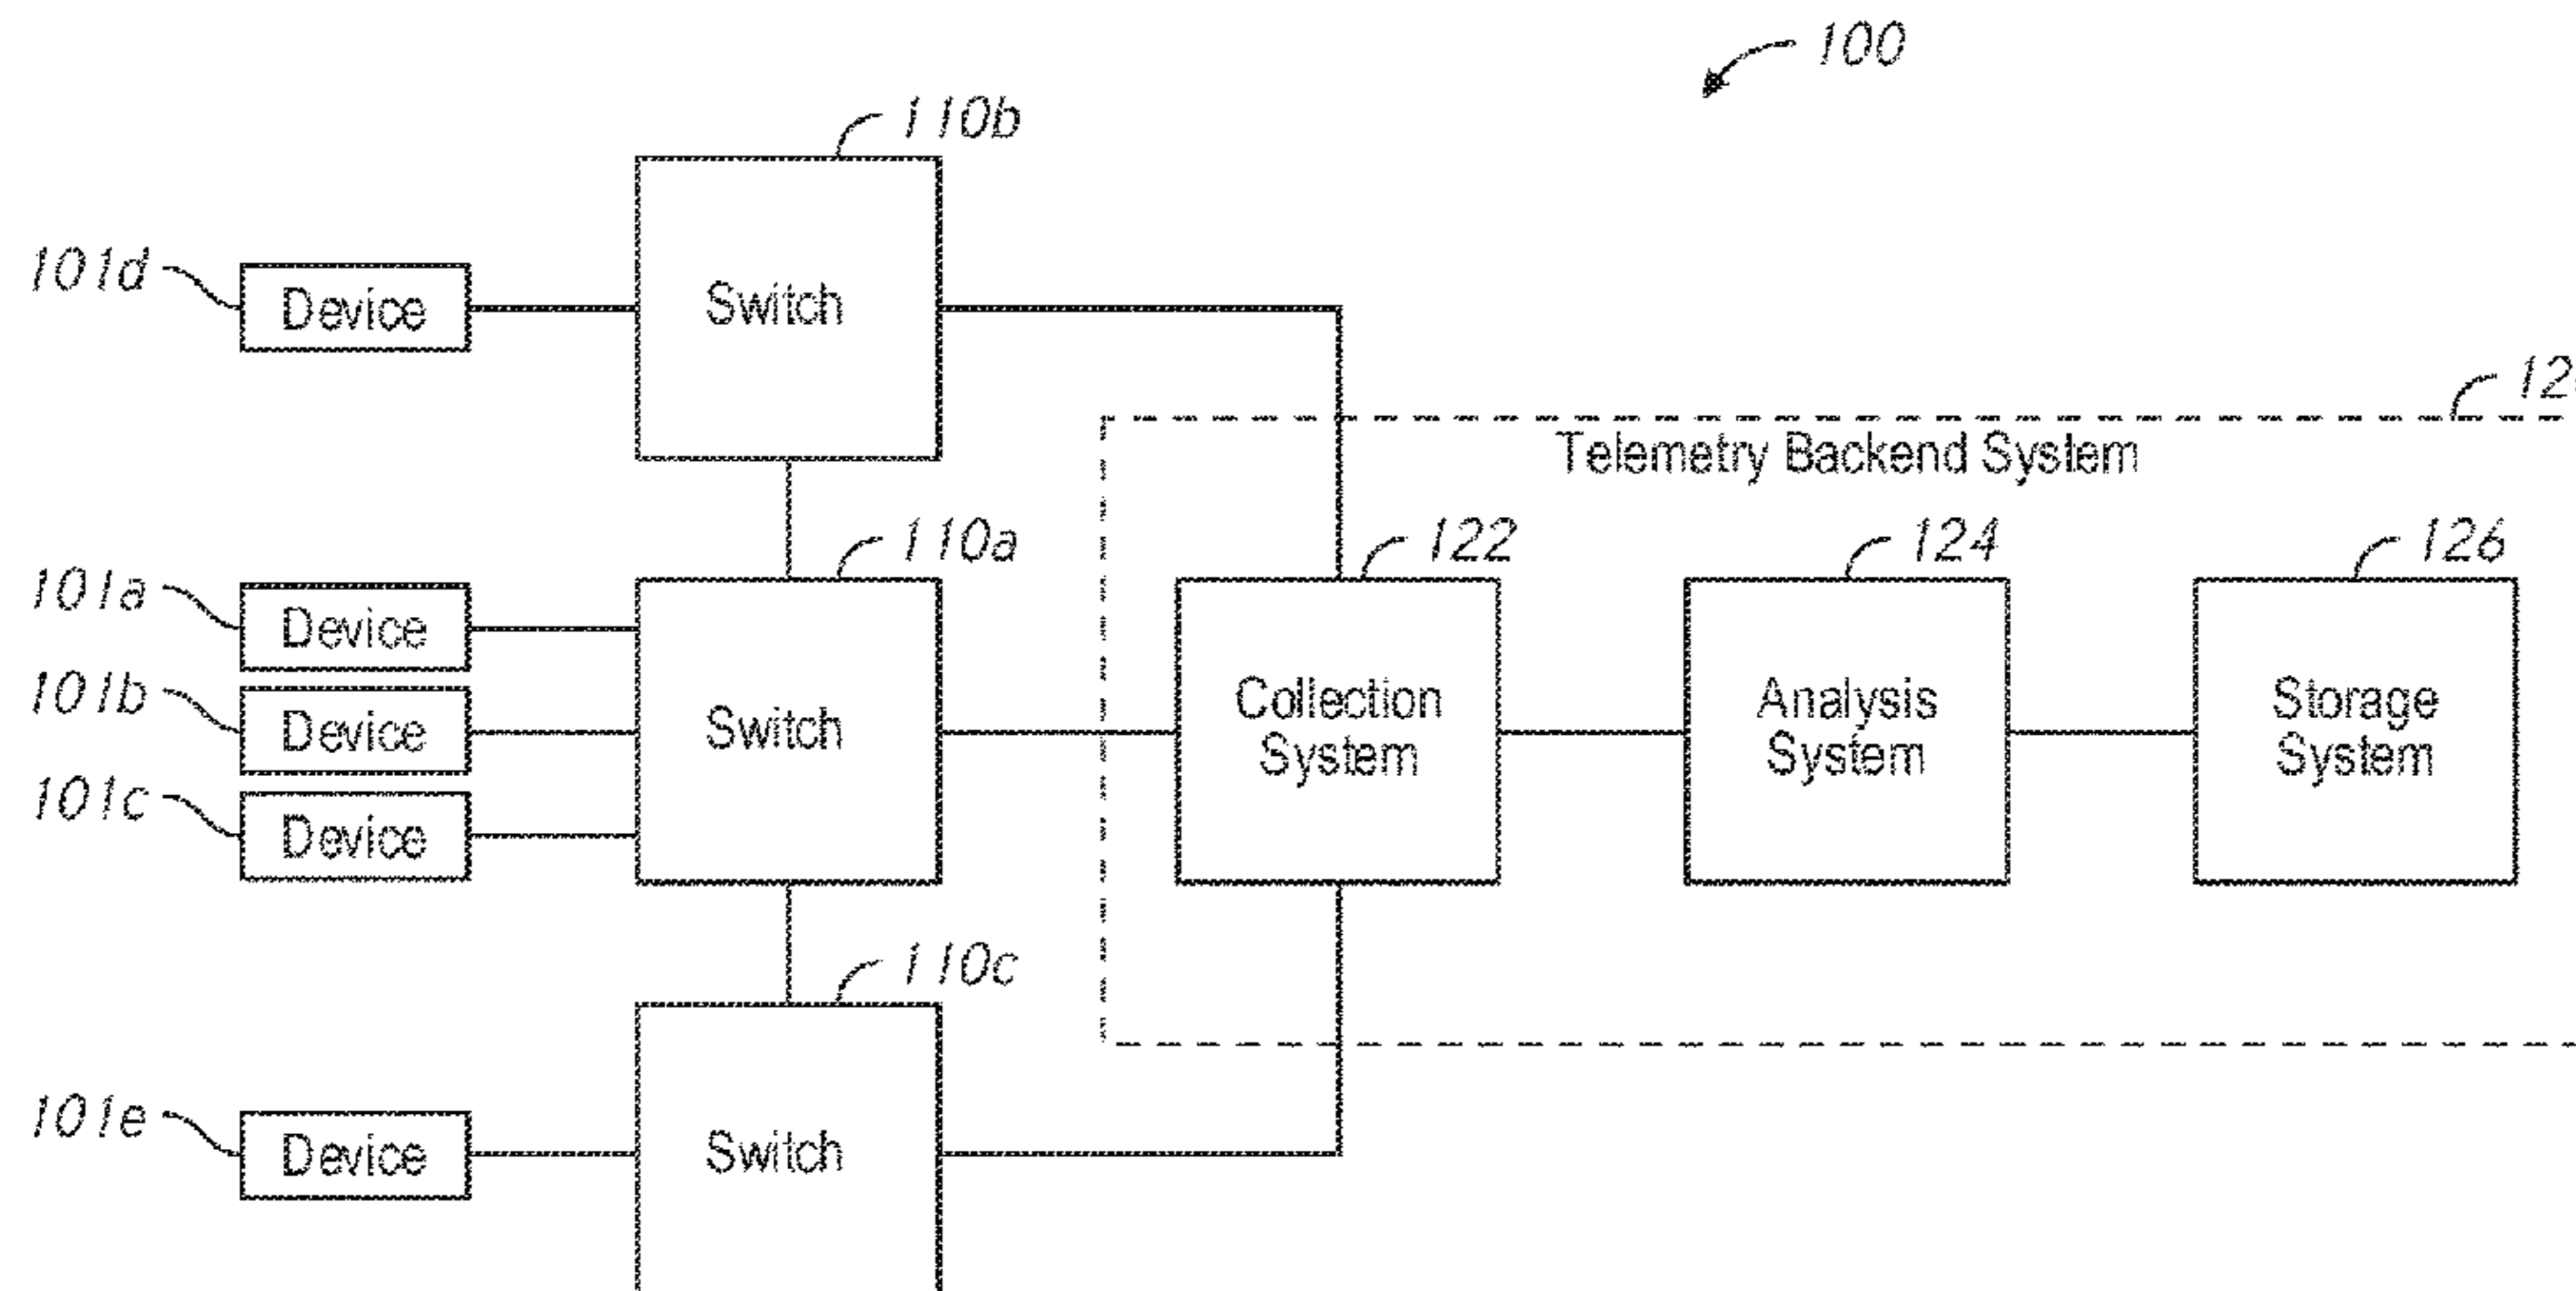 100
110b
101d
Device
Switch
Telemetry Backend System
110a
122
124
126
101a
Device
101b
Device
101c
Device
Switch
Collection
System
Analysis
System
Storage
System
110c
101e
Device
Switch